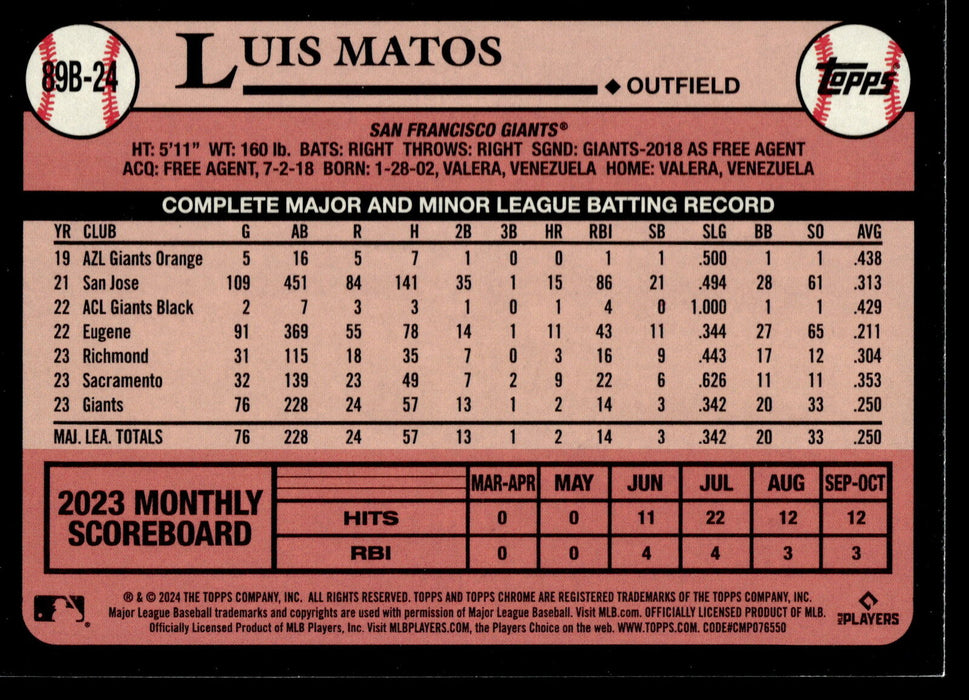 89B-24
LUIS MATOS
OUTFIELD
TOPPS
SAN FRANCISCO GIANTS®
HT: 5'11" WT: 160 lb. BATS: RIGHT THROWS: RIGHT SGND: GIANTS-2018 AS FREE AGENT
ACQ: FREE AGENT, 7-2-18 BORN: 1-28-02, VALERA, VENEZUELA HOME: VALERA, VENEZUELA
COMPLETE MAJOR AND MINOR LEAGUE BATTING RECORD
YR CLUB G AB R H 2B 3B HR RBI SB SLG BB SO AVG
19 AZL Giants Orange 5 16 5 7 1 0 0 1 1 .500 1 1 .438
21 San Jose 109 451 84 141 35 1 15 86 21 .494 28 61 .313
22 ACL Giants Black 2 7 3 3 1 0 1 4 0 1.000 1 1 .429
22 Eugene 91 369 55 78 14 1 11 43 11 .344 27 65 .211
23 Richmond 31 115 18 35 7 0 3 16 9 .443 17 12 .304
23 Sacramento 32 139 23 49 7 2 9 22 6 .626 11 11 .353
23 Giants 76 228 24 57 13 1 2 14 3 .342 20 33 .250
MAJ. LEA. TOTALS 76 228 24 57 13 1 2 14 3 .342 20 33 .250
2023 MONTHLY
SCOREBOARD
MAR-APR MAY JUN JUL AUG SEP-OCT
HITS 0 0 11 22 12 12
RBI 0 0 4 4 3 3
® & © 2024 THE TOPPS COMPANY, INC. ALL RIGHTS RESERVED. TOPPS AND TOPPS CHROME ARE REGISTERED TRADEMARKS OF THE TOPPS COMPANY, INC.
Major League Baseball trademarks and copyrights are used with permission of Major League Baseball. Visit MLB.com. OFFICIALLY LICENSED PRODUCT OF MLB.
Officially Licensed Product of MLB Players, Inc. Visit MLBPLAYERS.COM, the Players Choice on the web. WWW.TOPPS.COM. CODE#CMP076550
MLB PLAYERS